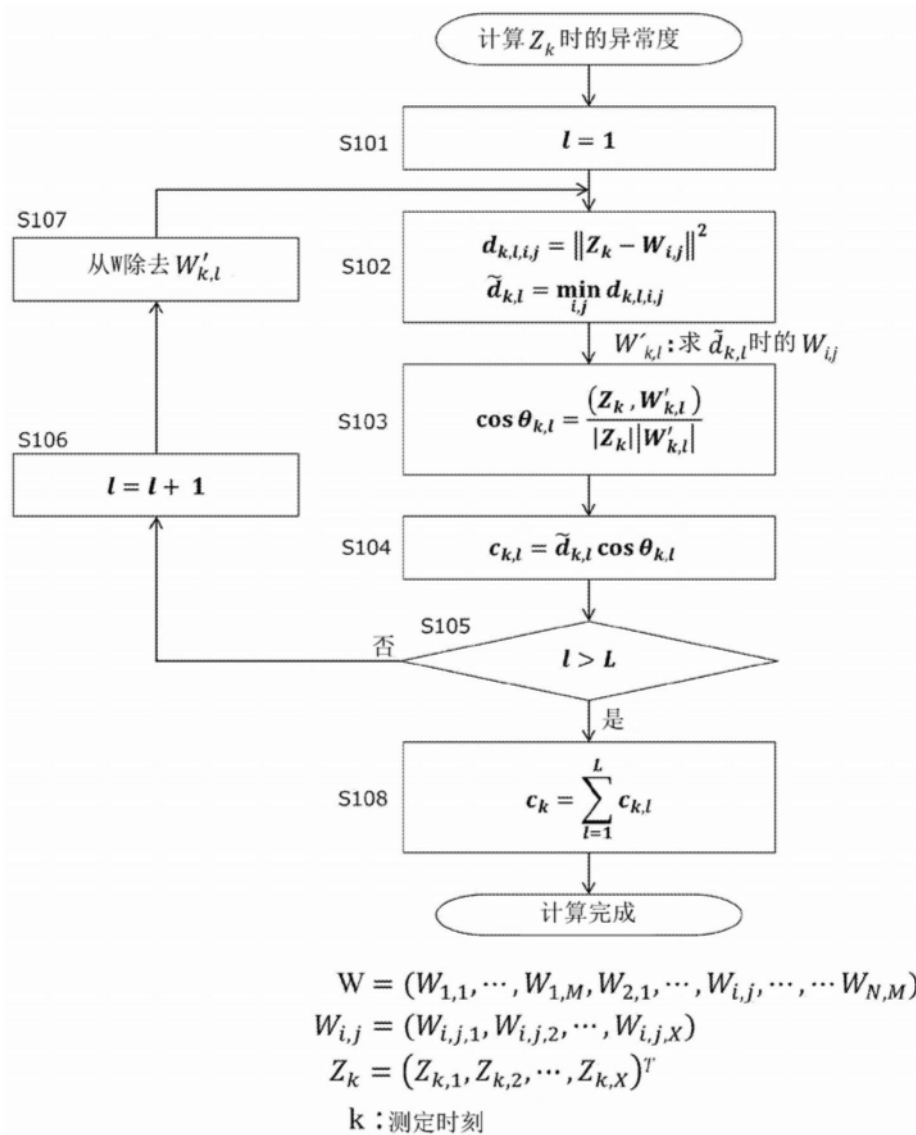 计算 Z_k 时的异常度
S101
l = 1
S107
从W除去 W′_{k,l}
S102
d_{k,l,i,j} = ‖Z_k − W_{i,j}‖²
d̃_{k,l} = min_{i,j} d_{k,l,i,j}
W′_{k,l}:求 d̃_{k,l} 时的 W_{i,j}
S103
cos θ_{k,l} = (Z_k , W′_{k,l}) / |Z_k||W′_{k,l}|
S106
l = l + 1
S104
c_{k,l} = d̃_{k,l} cos θ_{k,l}
S105
否
l > L
是
S108
c_k = ∑_{l=1}^{L} c_{k,l}
计算完成
W = (W_{1,1}, ⋯ , W_{1,M}, W_{2,1}, ⋯ , W_{i,j}, ⋯ , ⋯ W_{N,M})
W_{i,j} = (W_{i,j,1}, W_{i,j,2}, ⋯ , W_{i,j,X})
Z_k = (Z_{k,1}, Z_{k,2}, ⋯ , Z_{k,X})^T
k :测定时刻